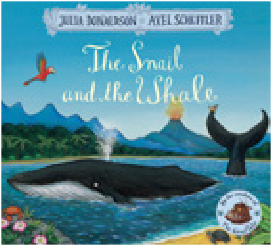 JULIA DONALDSON · AXEL SCHEFFLER
The Snail
and the Whale